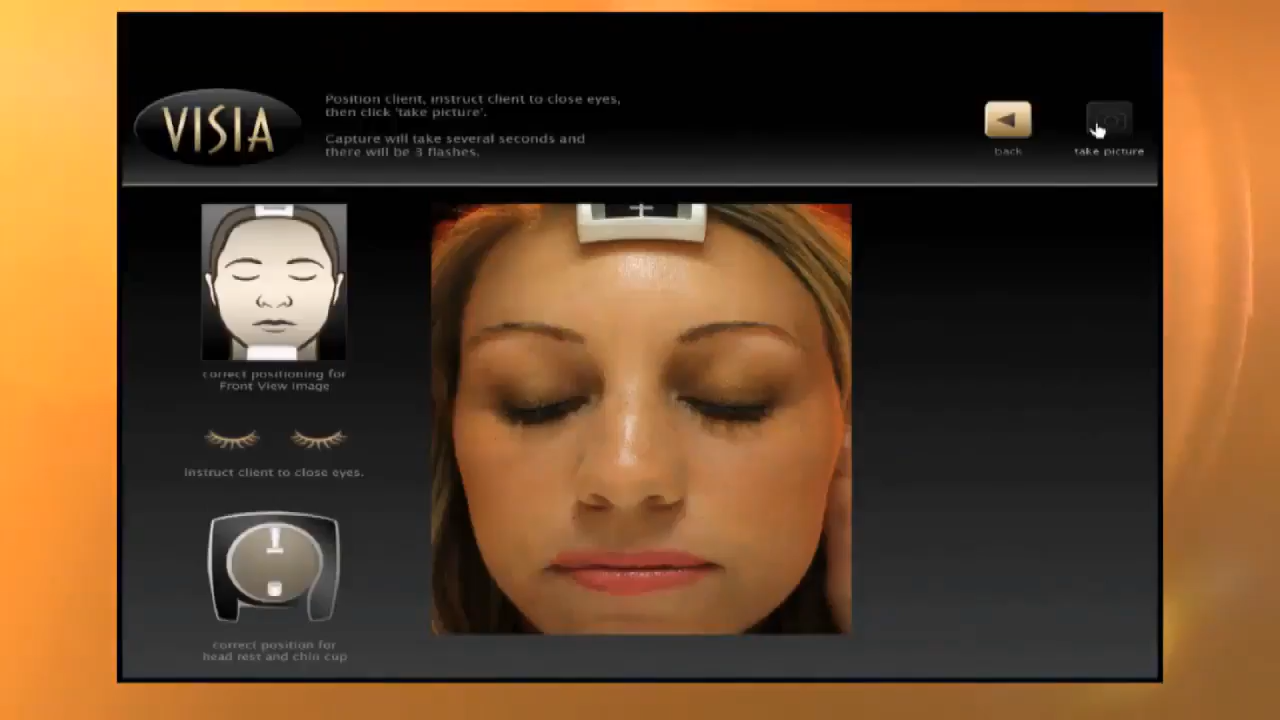 VISIA
Position client, instruct client to close eyes,
then click 'take picture'.
Capture will take several seconds and
there will be 3 flashes.
back
take picture
correct positioning for
Front View image
Instruct client to close eyes.
correct position for
head rest and chin cup